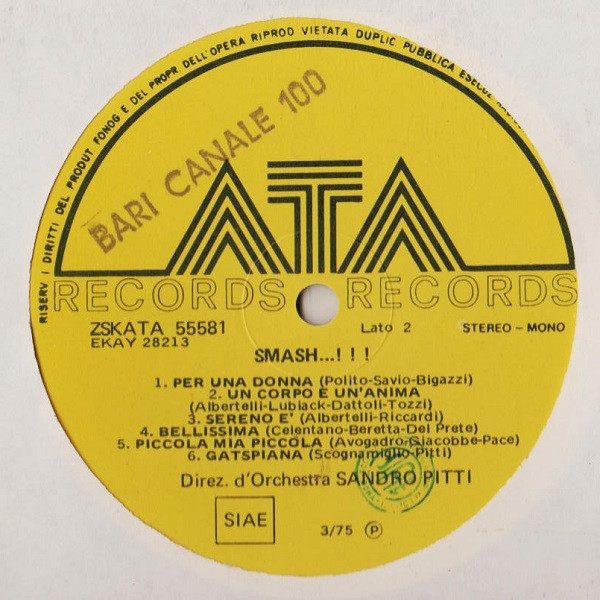 RISERV I DIRITTI DEL PRODUT FONOG E DEL PROPR DELL'OPERA RIPROD VIETATA DUPLIC. PUBBLICA ESECUZ
BARI CANALE 100
ATA
RECORDS RECORDS
ZSKATA 55581 Lato 2 STEREO - MONO
EKAY 28213
SMASH...! ! !
1. PER UNA DONNA (Polito-Savio-Bigazzi)
2. UN CORPO E UN'ANIMA
(Albertelli-Lubiack-Dattoli-Tozzi)
3. SERENO E' (Albertelli-Riccardi)
4. BELLISSIMA (Celentano-Beretta-Del Prete)
5. PICCOLA MIA PICCOLA (Avogadro-Giacobbe-Pace)
6. GATSPIANA (Scognamiglio-Pitti)
Direz. d'Orchestra SANDRO PITTI
SIAE 3/75 P